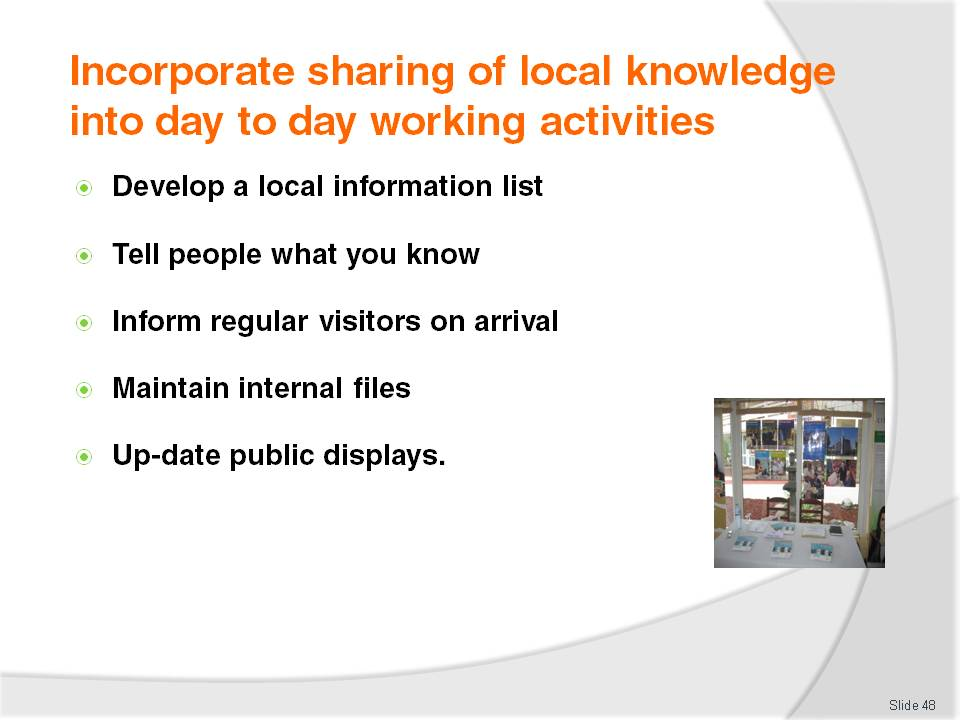 Incorporate sharing of local knowledge
into day to day working activities
Develop a local information list
Tell people what you know
Inform regular visitors on arrival
Maintain internal files
Up-date public displays.
Slide 48